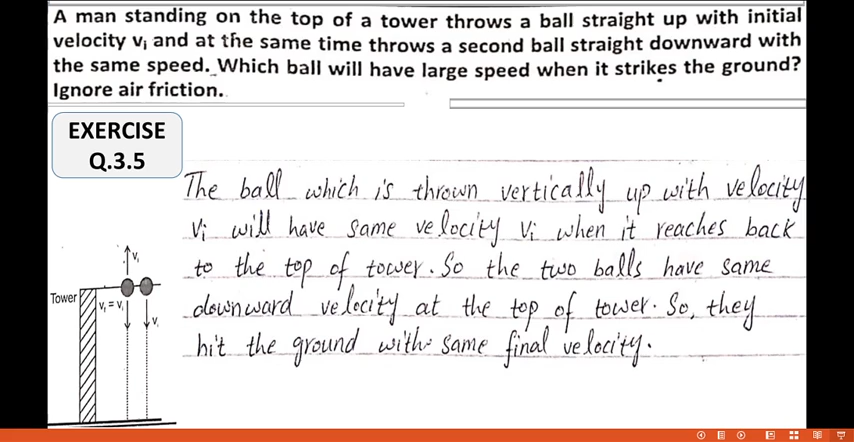 A man standing on the top of a tower throws a ball straight up with initial
velocity vi and at the same time throws a second ball straight downward with
the same speed. Which ball will have large speed when it strikes the ground?
Ignore air friction.
EXERCISE
Q.3.5
The ball which is thrown vertically up with velocity
Vi will have same velocity Vi when it reaches back
to the top of tower. So the two balls have same
downward velocity at the top of tower. So, they
hit the ground with same final velocity.
vi
Tower
vf = vi
vi